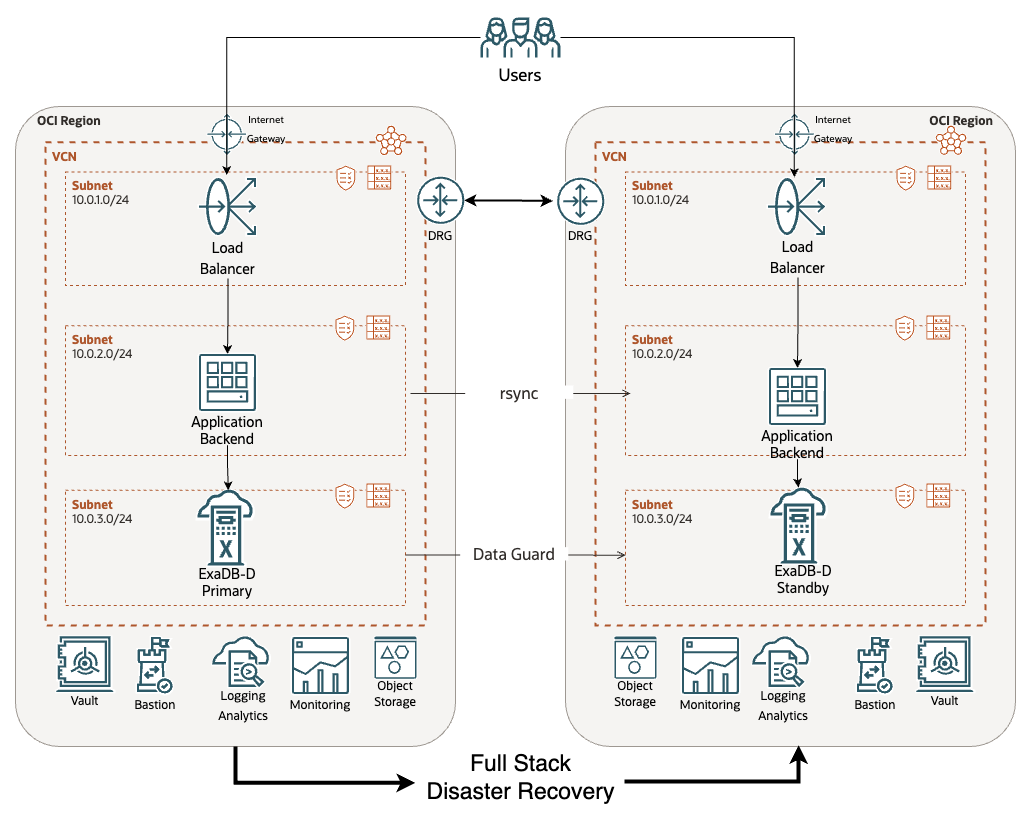 Users
OCI Region
Internet
Gateway
VCN
Subnet
10.0.1.0/24
Load
Balancer
DRG
Subnet
10.0.2.0/24
Application
Backend
Subnet
10.0.3.0/24
X
ExaDB-D
Primary
Vault
Bastion
Logging
Analytics
Monitoring
Object
Storage
rsync
Data Guard
OCI Region
Internet
Gateway
VCN
Subnet
10.0.1.0/24
Load
Balancer
DRG
Subnet
10.0.2.0/24
Application
Backend
Subnet
10.0.3.0/24
X
ExaDB-D
Standby
Object
Storage
Monitoring
Logging
Analytics
Bastion
Vault
Full Stack
Disaster Recovery